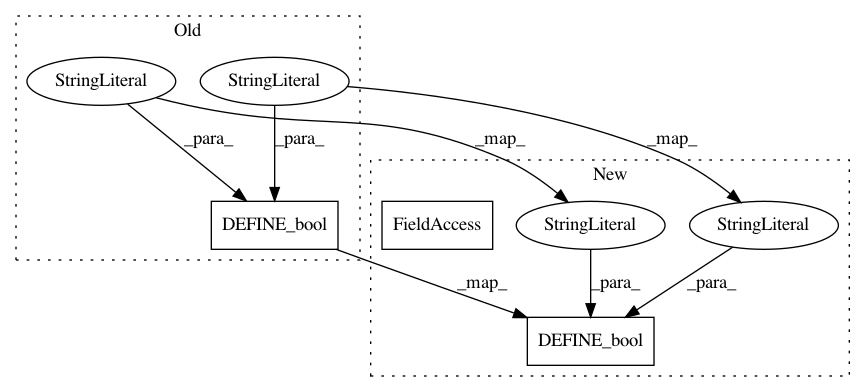 Old
StringLiteral
StringLiteral
_para_
_para_
_map_
_map_
DEFINE_bool
New
FieldAccess
StringLiteral
StringLiteral
_map_
_para_
_para_
DEFINE_bool